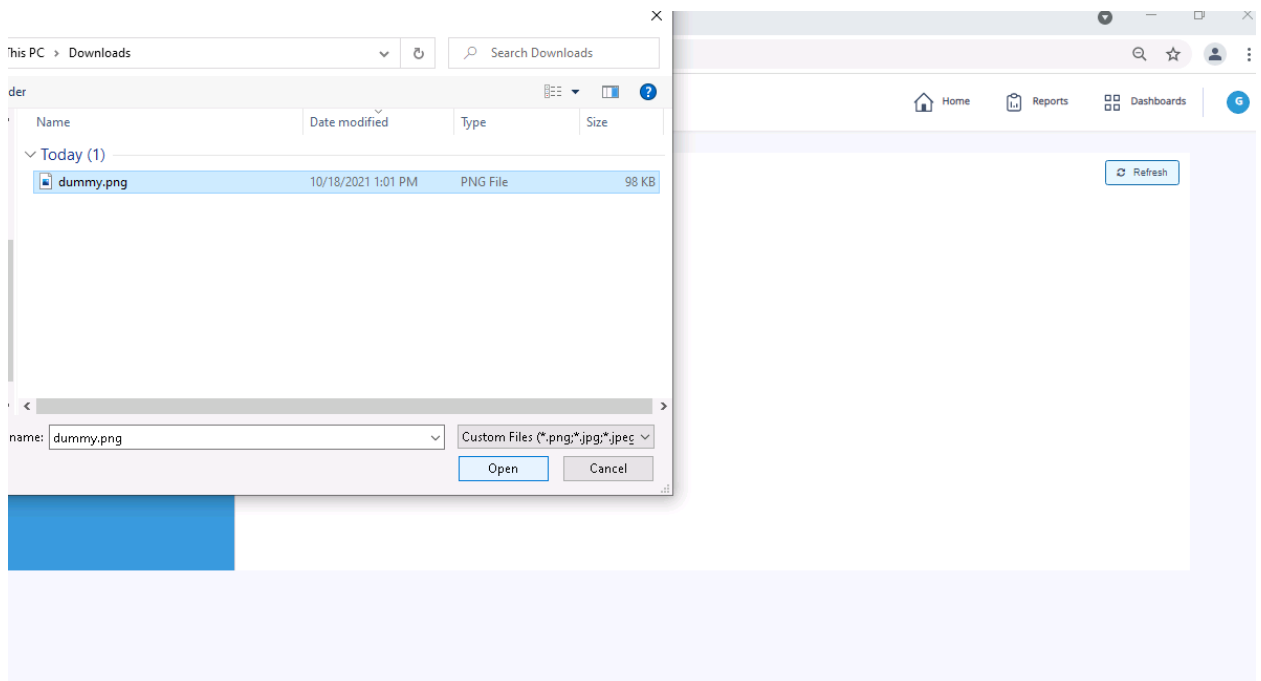 This PC > Downloads
Search Downloads
der
Home
Reports
Dashboards
G
Name
Date modified
Type
Size
Today (1)
dummy.png
10/18/2021 1:01 PM
PNG File
98 KB
Refresh
name:
dummy.png
Custom Files (*.png;*.jpg;*.jpeg
Open
Cancel